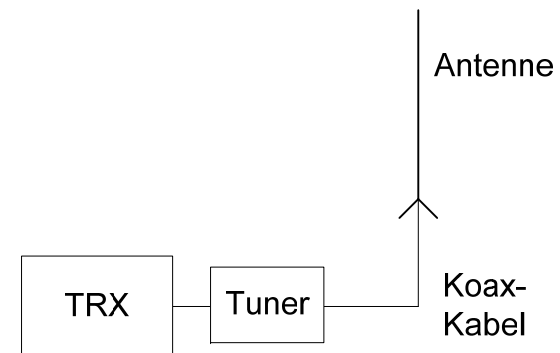 Antenne
TRX
Tuner
Koax-
Kabel